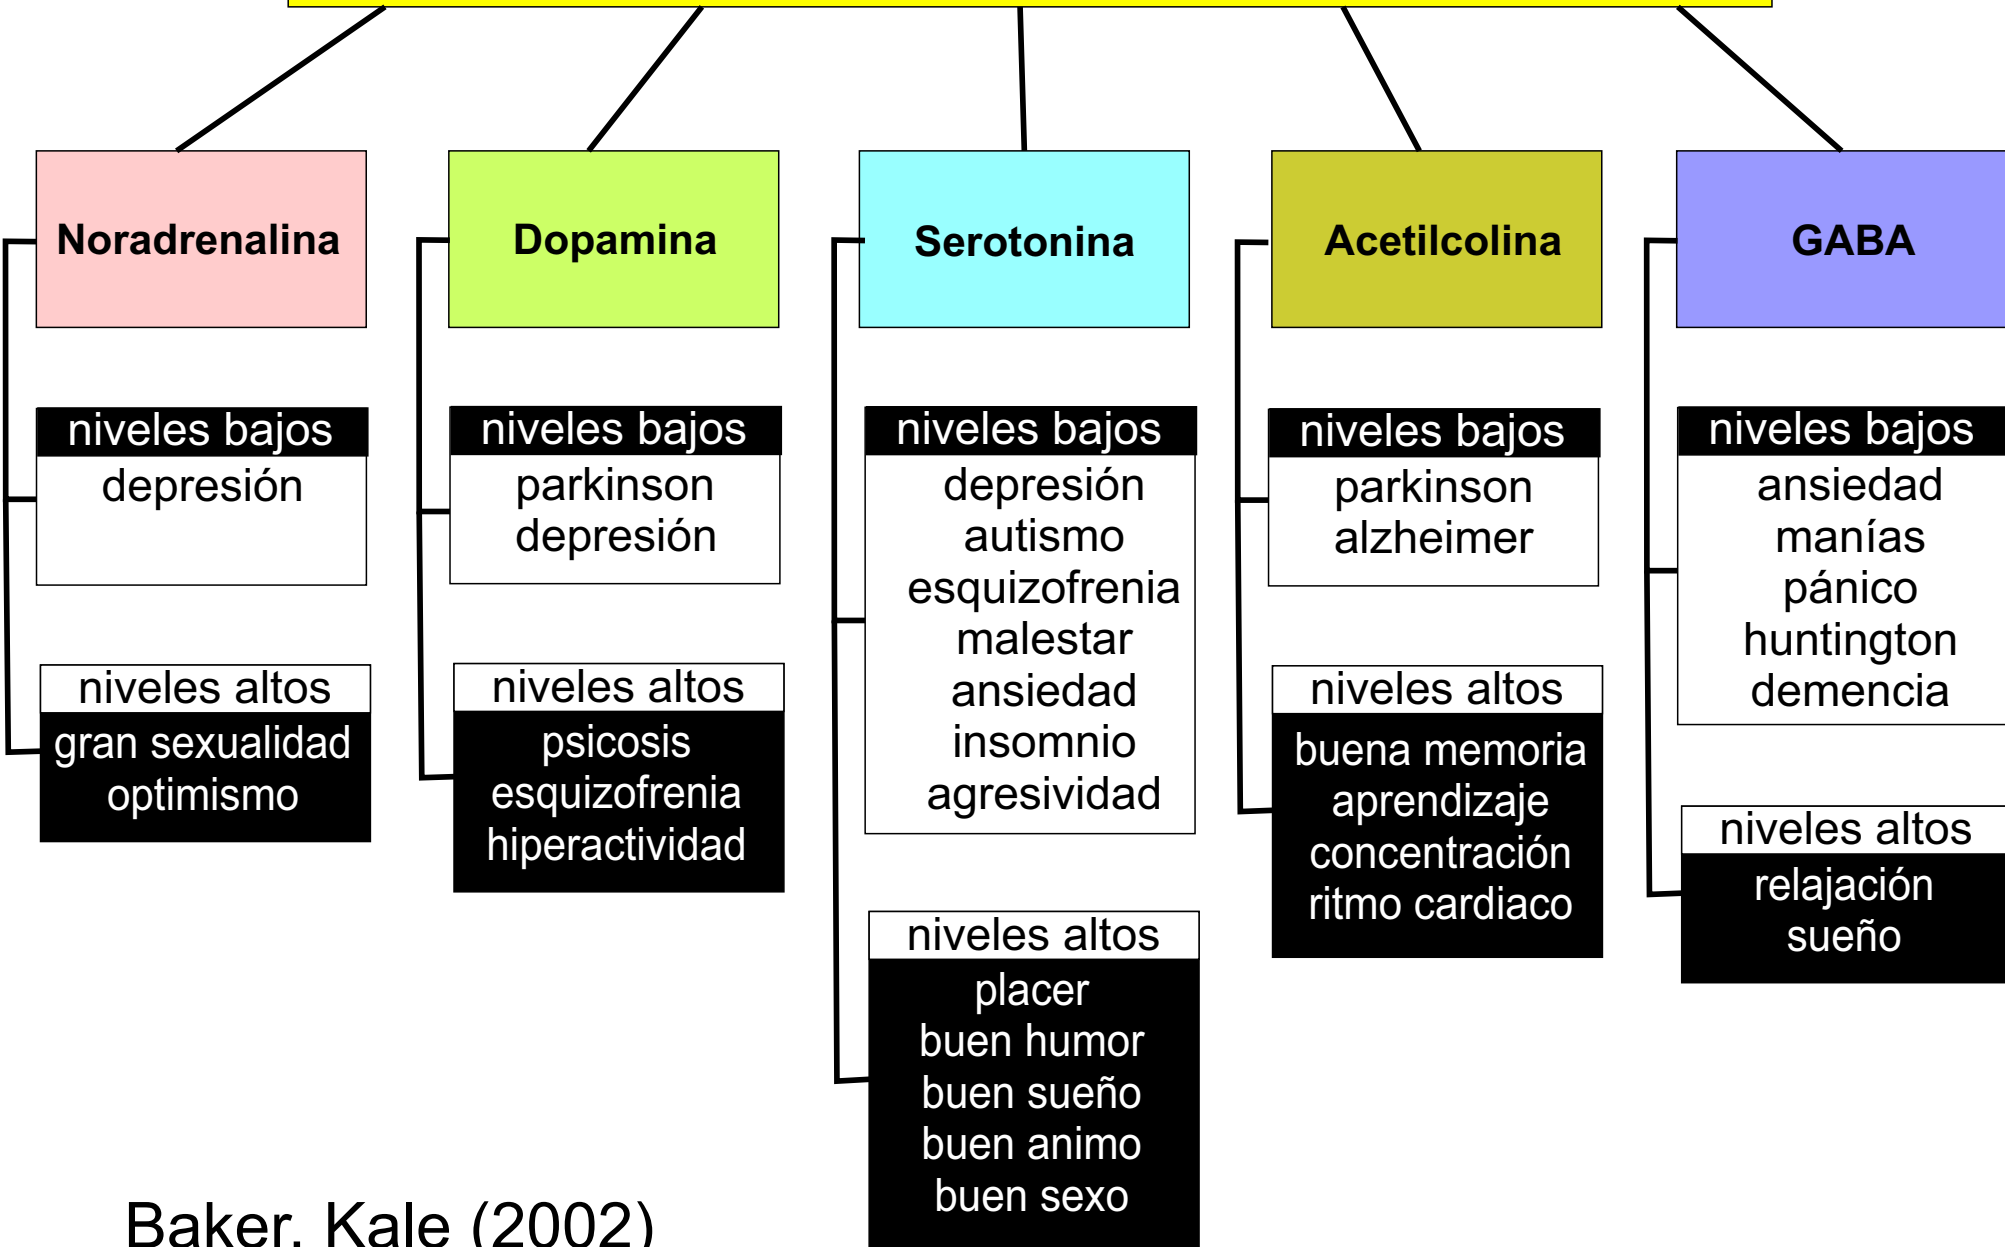 Noradrenalina
niveles bajos
depresión
niveles altos
gran sexualidad
optimismo
Dopamina
niveles bajos
parkinson
depresión
niveles altos
psicosis
esquizofrenia
hiperactividad
Serotonina
niveles bajos
depresión
autismo
esquizofrenia
malestar
ansiedad
insomnio
agresividad
niveles altos
placer
buen humor
buen sueño
buen animo
buen sexo
Acetilcolina
niveles bajos
parkinson
alzheimer
niveles altos
buena memoria
aprendizaje
concentración
ritmo cardiaco
GABA
niveles bajos
ansiedad
manías
pánico
huntington
demencia
niveles altos
relajación
sueño
Baker, Kale (2002)